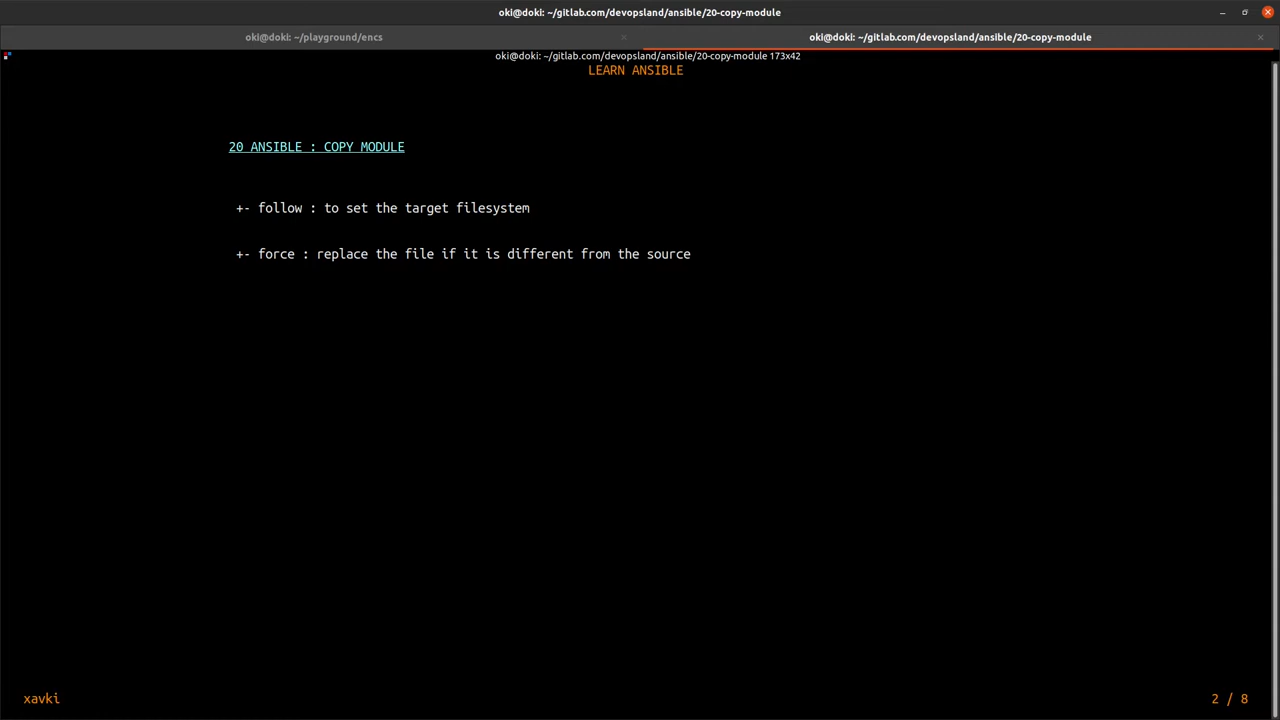 oki@doki: ~/gitlab.com/devopsland/ansible/20-copy-module
oki@doki: ~/playground/encs
oki@doki: ~/gitlab.com/devopsland/ansible/20-copy-module
oki@doki: ~/gitlab.com/devopsland/ansible/20-copy-module 173x42
LEARN ANSIBLE
20 ANSIBLE : COPY MODULE
+- follow : to set the target filesystem
+- force : replace the file if it is different from the source
xavki
2 / 8